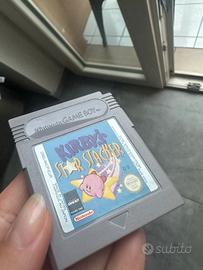 Nintendo GAME BOY
KIRBY'S
STAR STACKER
Nintendo
subito